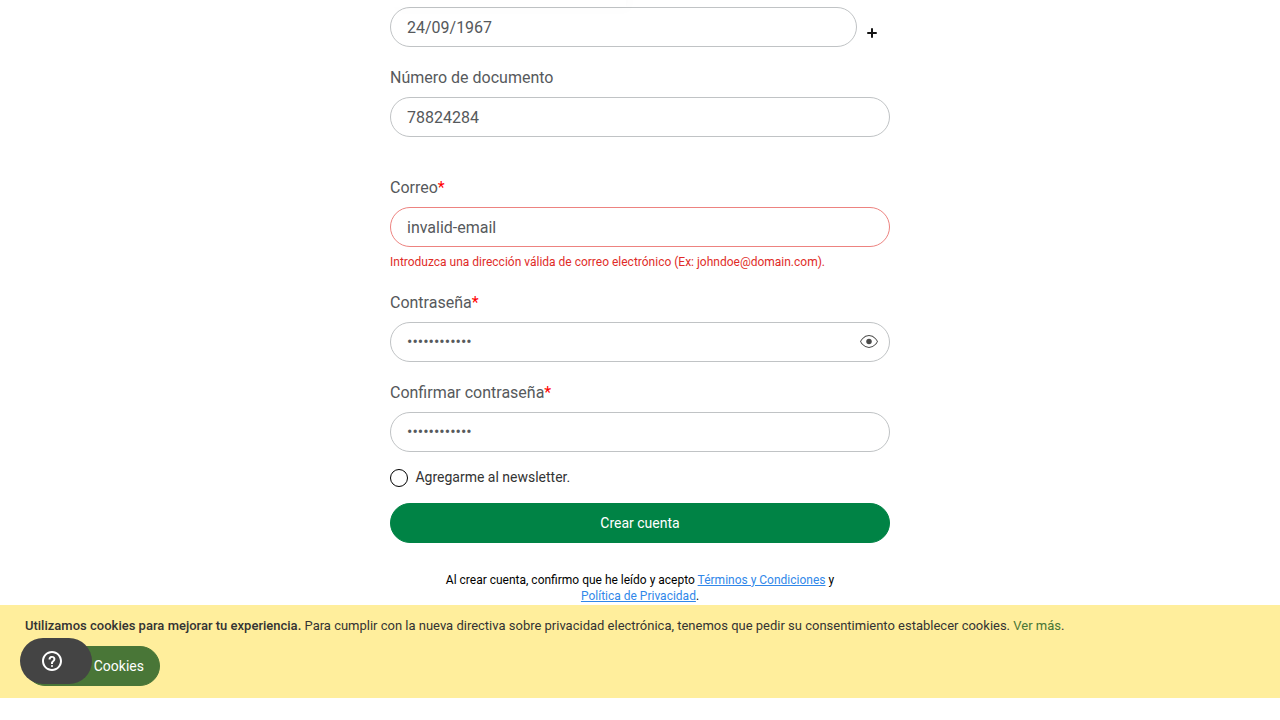 24/09/1967
+
Número de documento
78824284
Correo*
invalid-email
Introduzca una dirección válida de correo electrónico (Ex: johndoe@domain.com).
Contraseña*
••••••••••••
Confirmar contraseña*
••••••••••••
Agregarme al newsletter.
Crear cuenta
Al crear cuenta, confirmo que he leído y acepto Términos y Condiciones y
Política de Privacidad.
Utilizamos cookies para mejorar tu experiencia. Para cumplir con la nueva directiva sobre privacidad electrónica, tenemos que pedir su consentimiento establecer cookies. Ver más.
Cookies